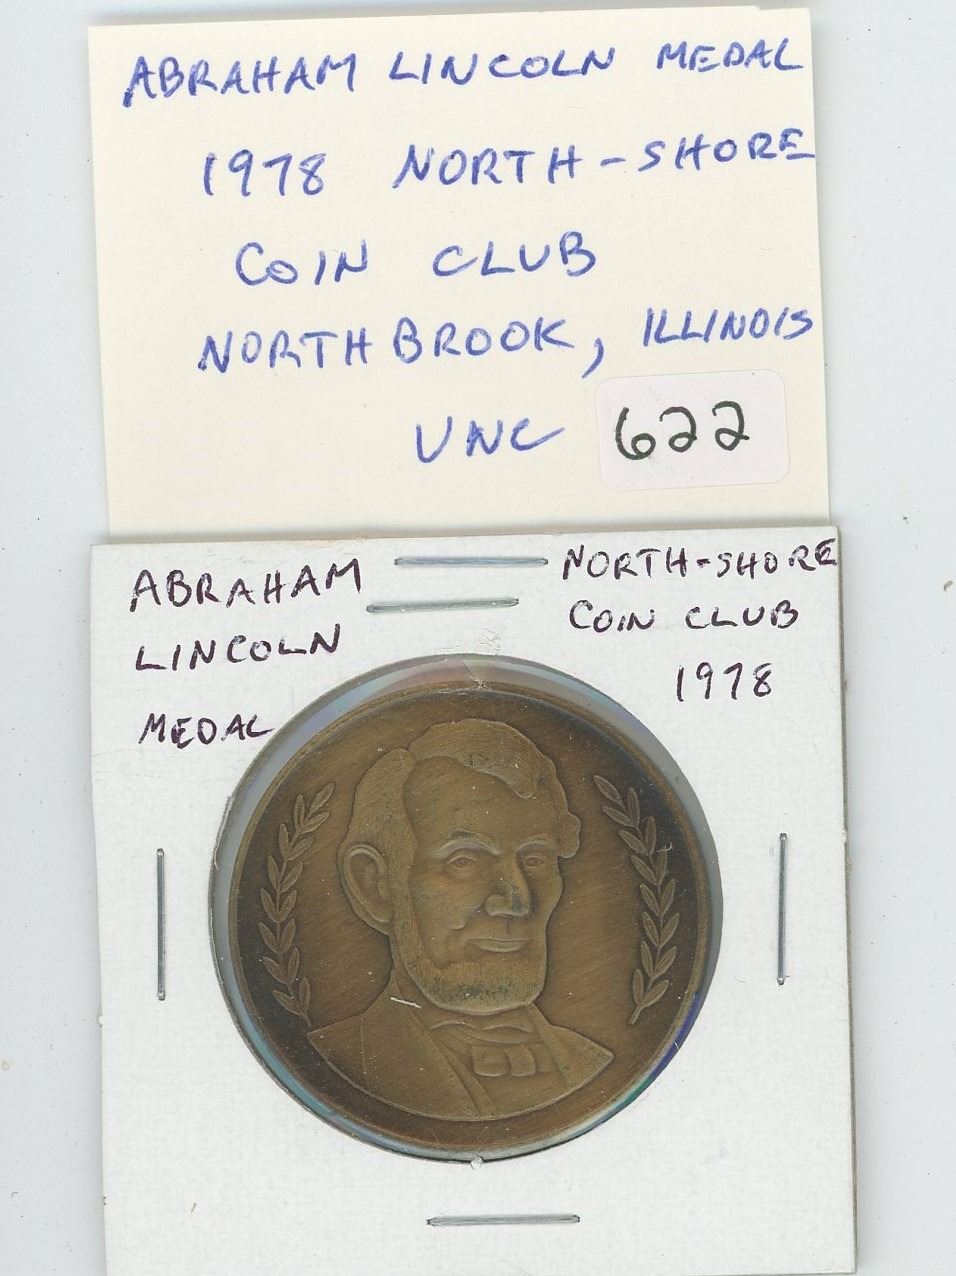 ABRAHAM LINCOLN MEDAL
1978 NORTH-SHORE
COIN CLUB
NORTHBROOK, ILLINOIS
UNC 622
ABRAHAM
LINCOLN
MEDAL
NORTH-SHORE
COIN CLUB
1978